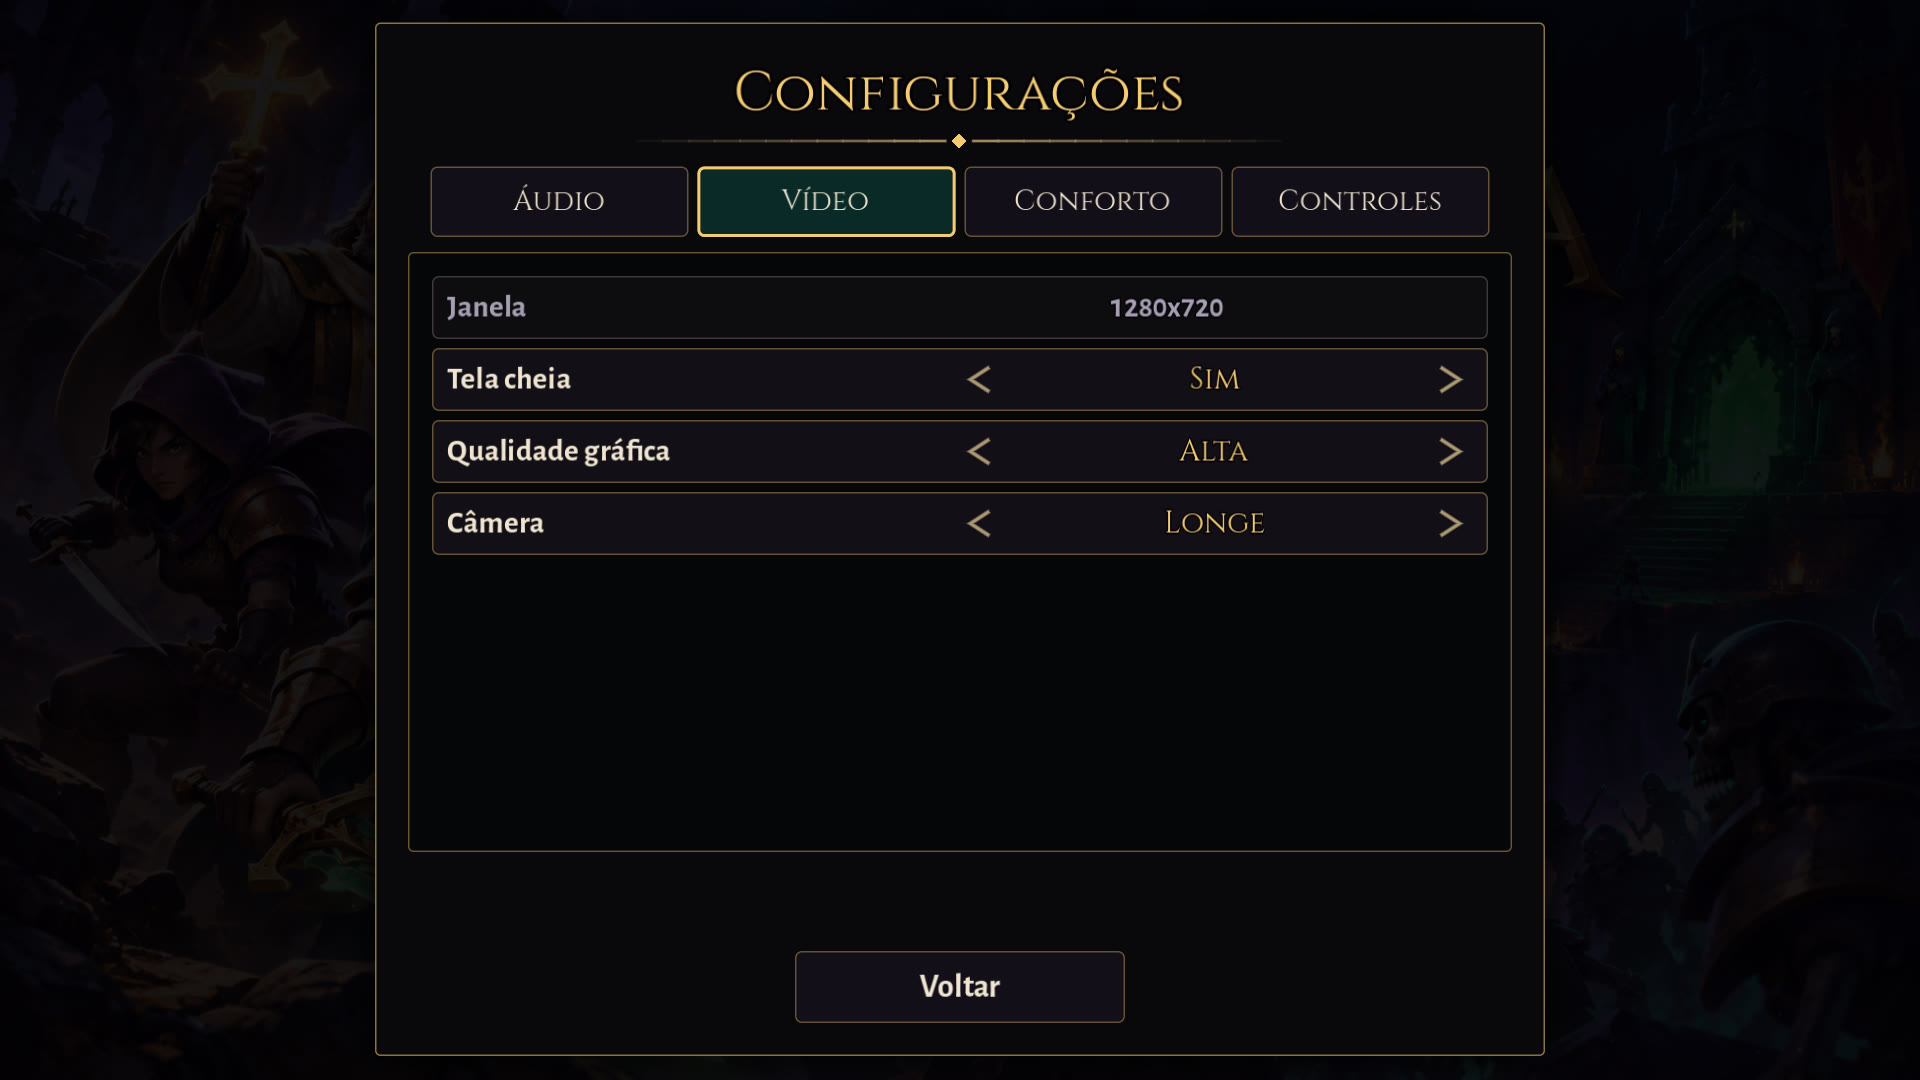 Configurações
Áudio
Vídeo
Conforto
Controles
Janela
1280x720
Tela cheia
< Sim >
Qualidade gráfica
< Alta >
Câmera
< Longe >
Voltar